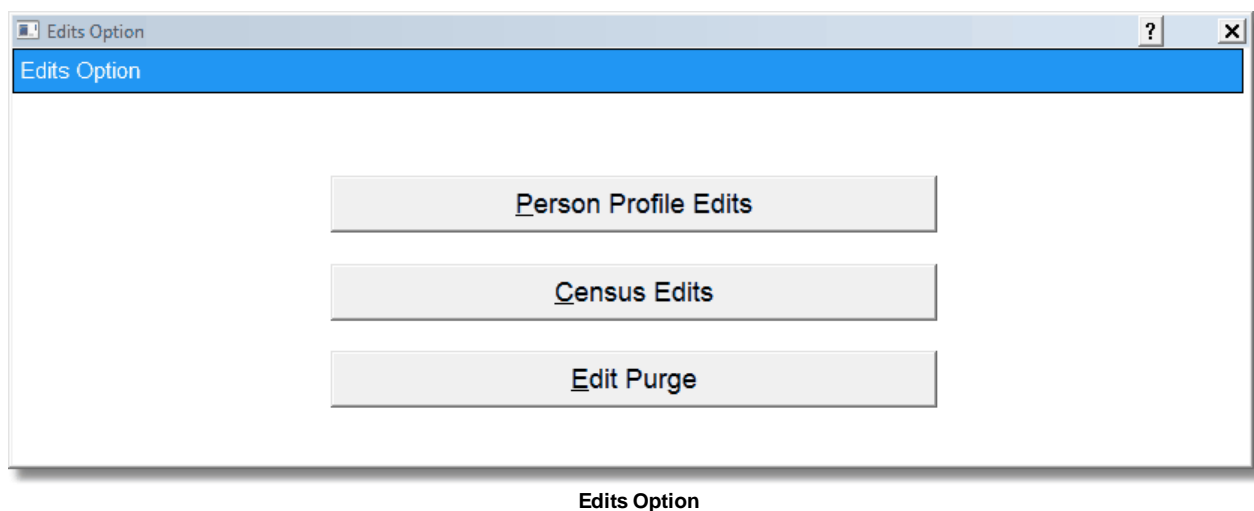 Edits Option
?
Edits Option
Person Profile Edits
Census Edits
Edit Purge
Edits Option